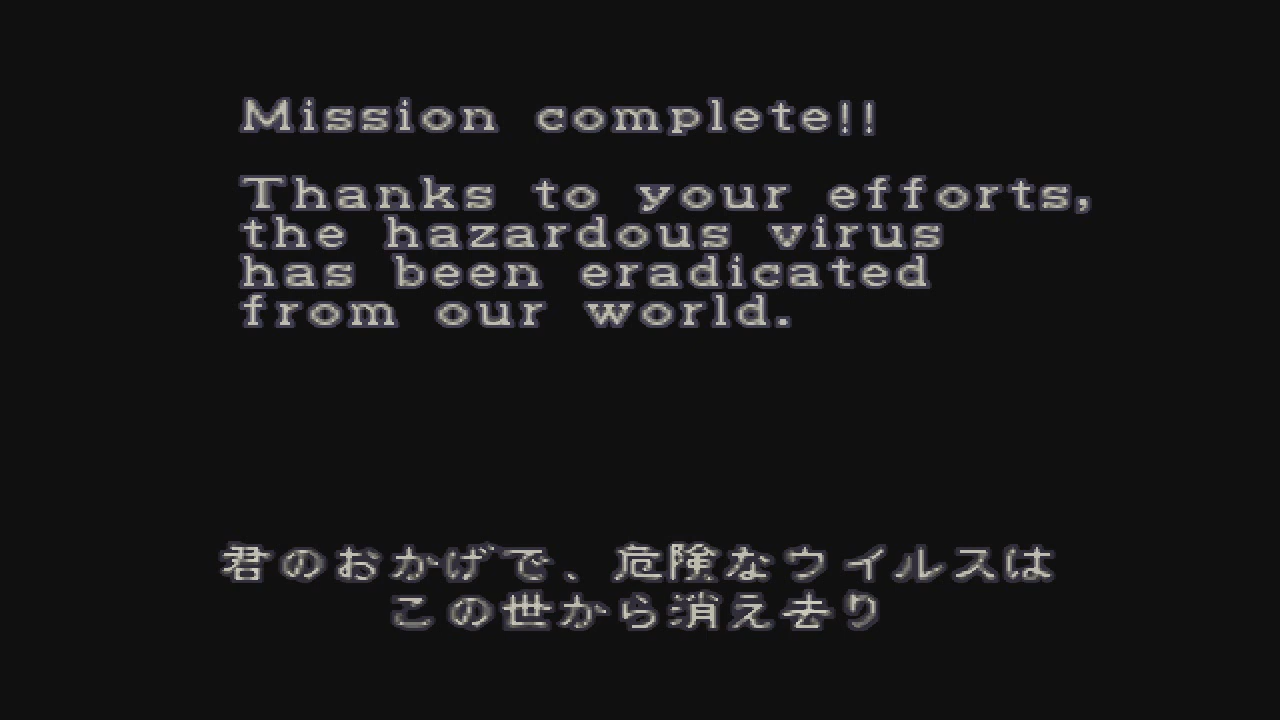 Mission complete!!
Thanks to your efforts,
the hazardous virus
has been eradicated
from our world.
君のおかげで、危険なウイルスは
この世から消え去り